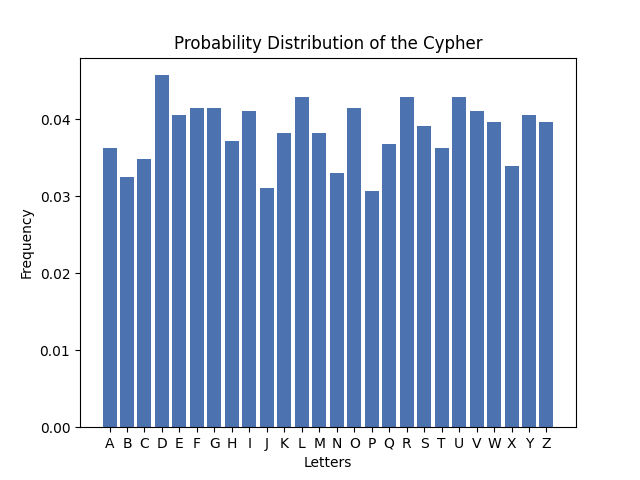 Probability Distribution of the Cypher
Frequency
0.04
0.03
0.02
0.01
0.00
A B C D E F G H I J K L M N O P Q R S T U V W X Y Z
Letters